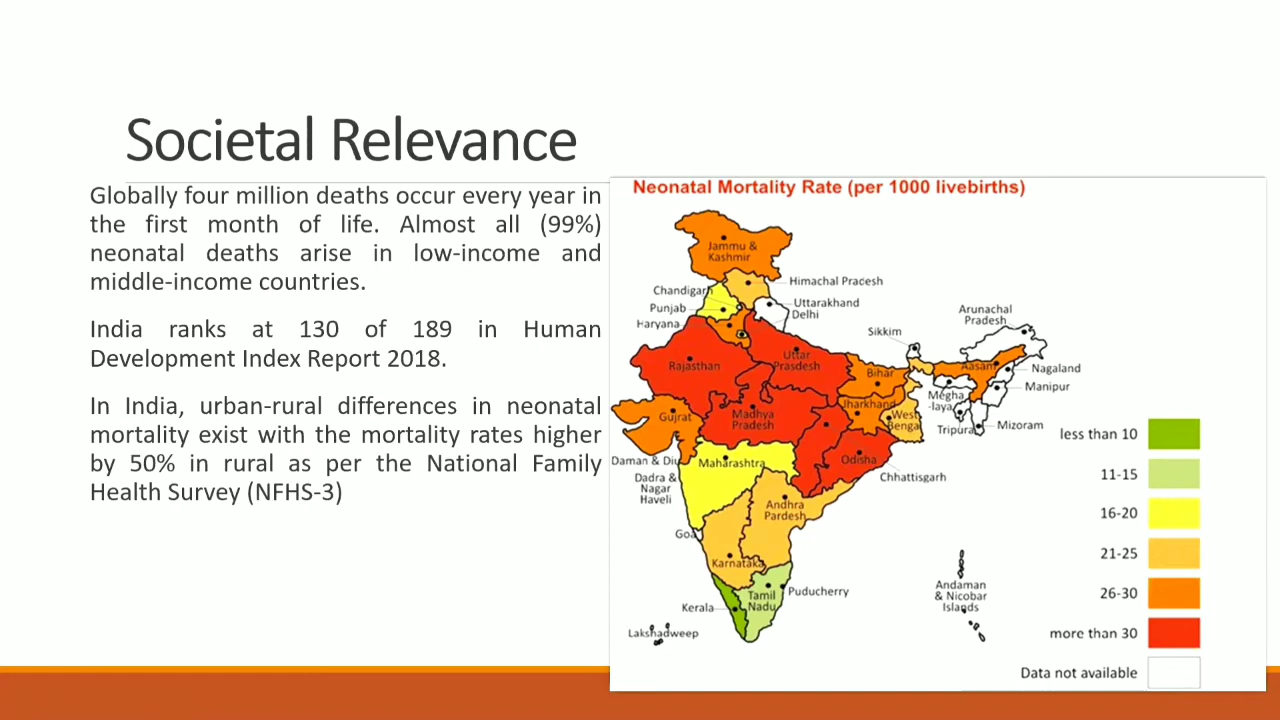 Societal Relevance
Globally four million deaths occur every year in
the first month of life. Almost all (99%)
neonatal deaths arise in low-income and
middle-income countries.
India ranks at 130 of 189 in Human
Development Index Report 2018.
In India, urban-rural differences in neonatal
mortality exist with the mortality rates higher
by 50% in rural as per the National Family
Health Survey (NFHS-3)
Neonatal Mortality Rate (per 1000 livebirths)
Jammu &
Kashmir
Himachal Pracesh
Chandigarh
Punjab
Uttarakhand
Delhi
Haryana
Arunachal
Pradesh
Sikkim
Rajasthan
Uttar
Prasdesh
Bihar
Aasam
Nagaland
Manipur
Megha
-laya
Mizoram
Tripura
Gujrat
Madhya
Pradesh
Jharkhand
West
Bengal
Daman & Diu
Maharashtra
Odisha
Chhattisgarh
Dadra &
Nagar
Haveli
Andhra
Pardesh
Goa
Karnataka
Tamil
Nadu
Puducherry
Kerala
Lakshadweep
Andaman
& Nicobar
Islands
less than 10
11-15
16-20
21-25
26-30
more than 30
Data not available